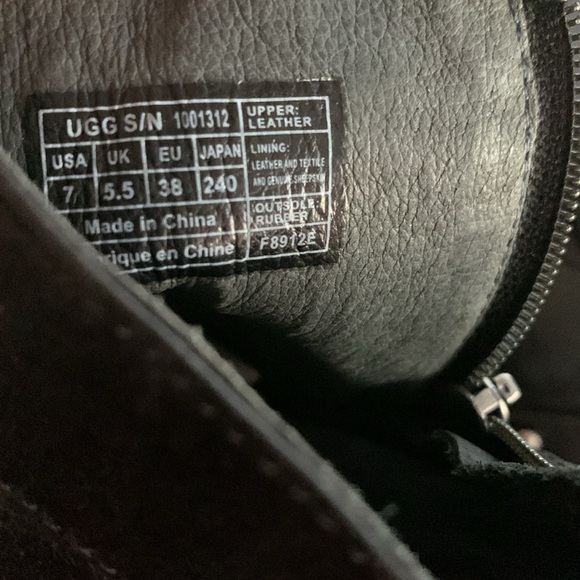 UGG S/N 1001312
USA UK EU JAPAN
7 5.5 38 240
Made in China
rique en Chine
UPPER:
LEATHER
LINING:
LEATHER AND TEXTILE
AND GENUINE SHEEPSKIN
OUTSOLE:
RUBBER
F8912E